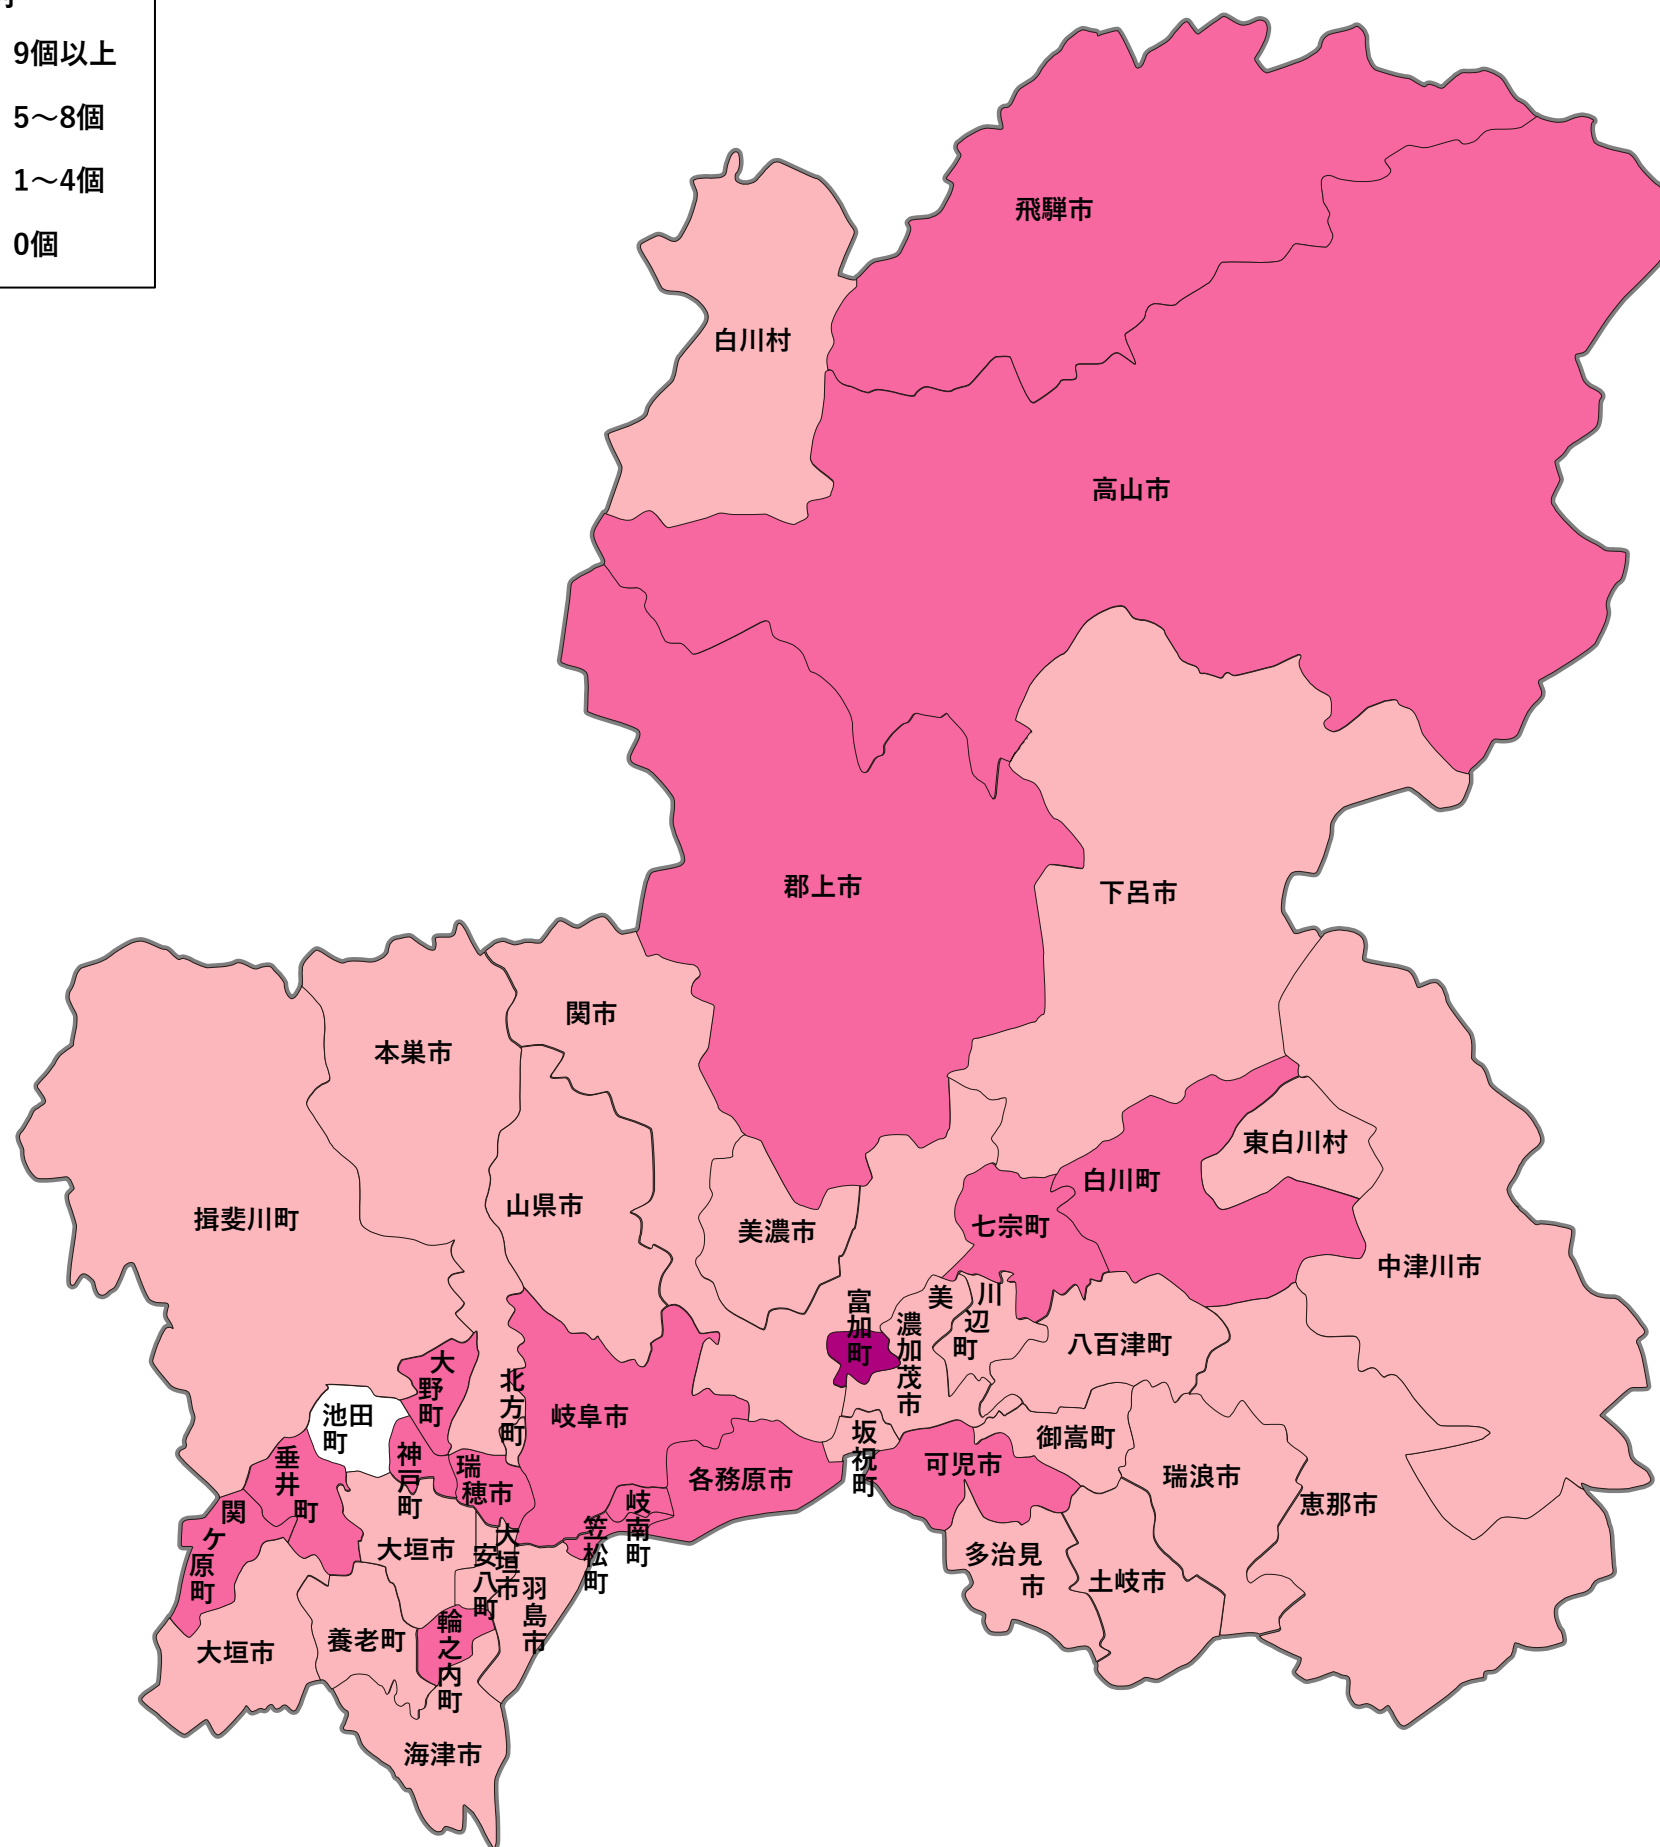 9個以上
5～8個
1～4個
0個
飛騨市
白川村
高山市
郡上市
下呂市
関市
本巣市
東白川村
白川町
山県市
揖斐川町
美濃市
七宗町
中津川市
富加町
美濃加茂市
川辺町
八百津町
大野町
北方町
池田町
岐阜市
坂祝町
御嵩町
可児市
各務原市
瑞浪市
恵那市
垂井町
神戸町
瑞穂市
岐南町
笠松町
関ケ原町
大垣市
大垣市
安八町
羽島市
多治見市
土岐市
輪之内町
養老町
大垣市
海津市